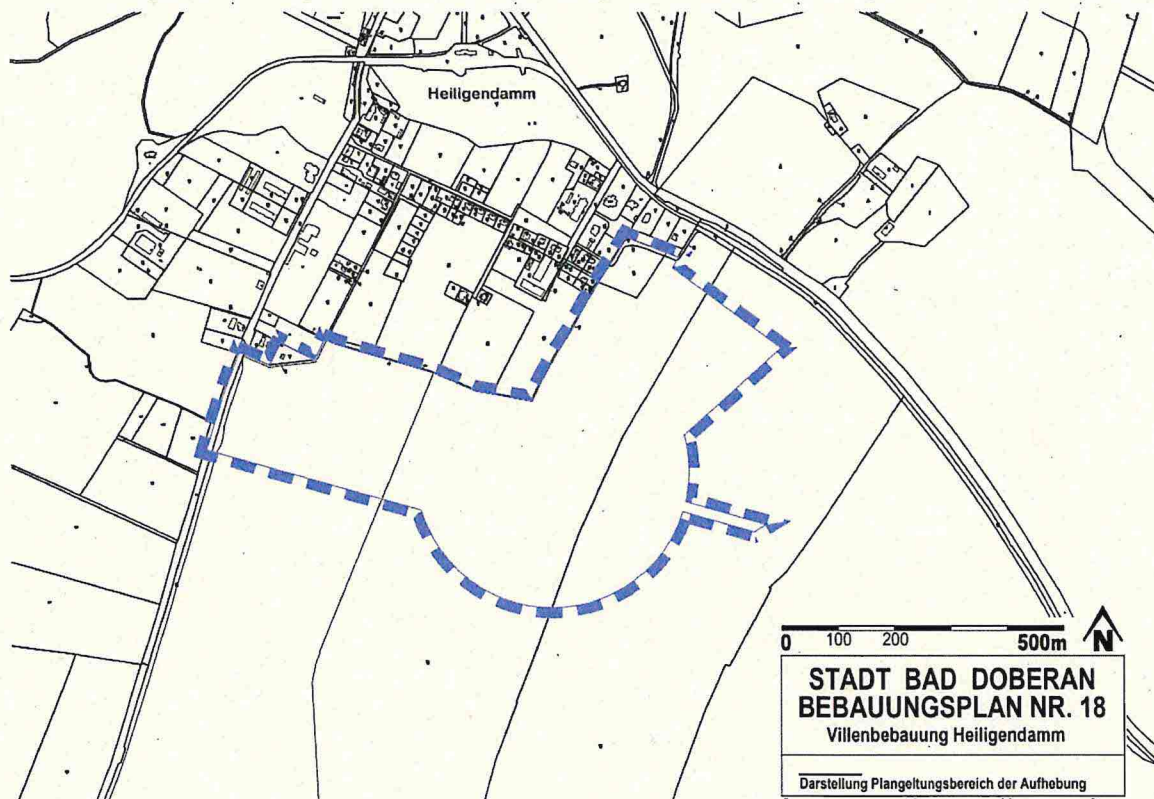 Heiligendamm
0 100 200 500m
N
STADT BAD DOBERAN
BEBAUUNGSPLAN NR. 18
Villenbebauung Heiligendamm
Darstellung Plangeltungsbereich der Aufhebung